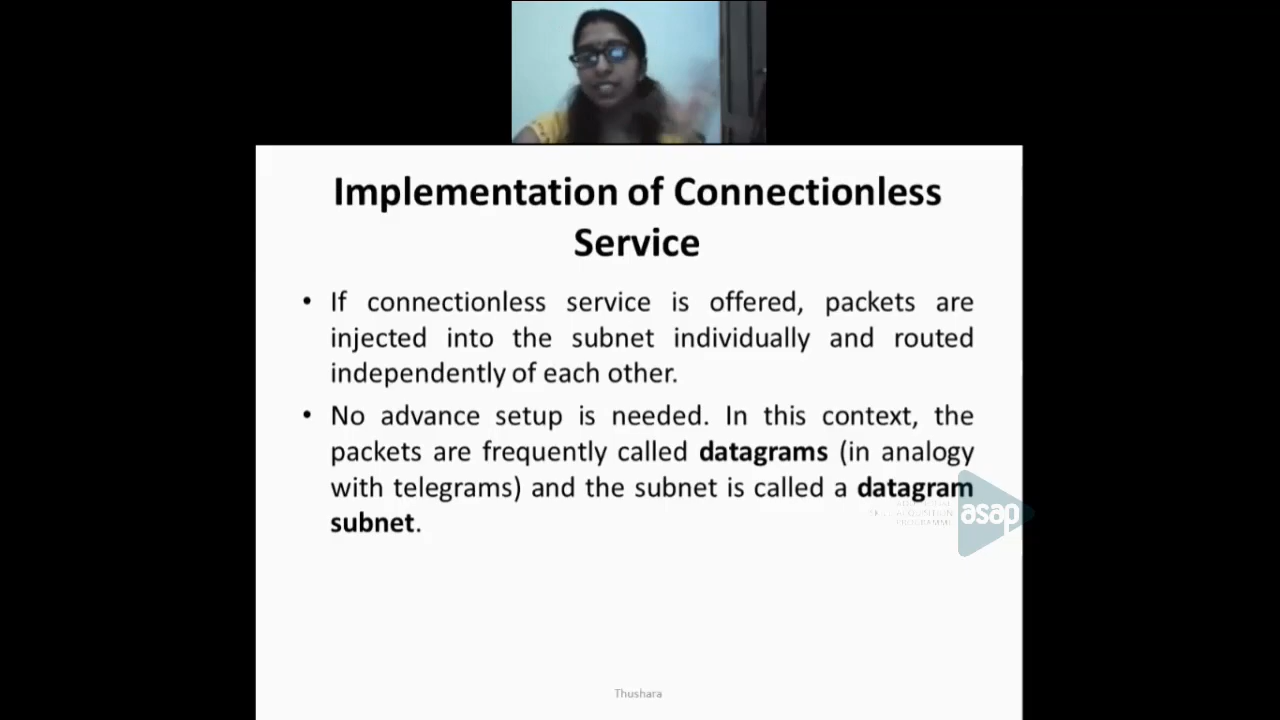 Implementation of Connectionless
Service
• If connectionless service is offered, packets are
injected into the subnet individually and routed
independently of each other.
• No advance setup is needed. In this context, the
packets are frequently called datagrams (in analogy
with telegrams) and the subnet is called a datagram
subnet.
asap
PROGRAMME
Thushara